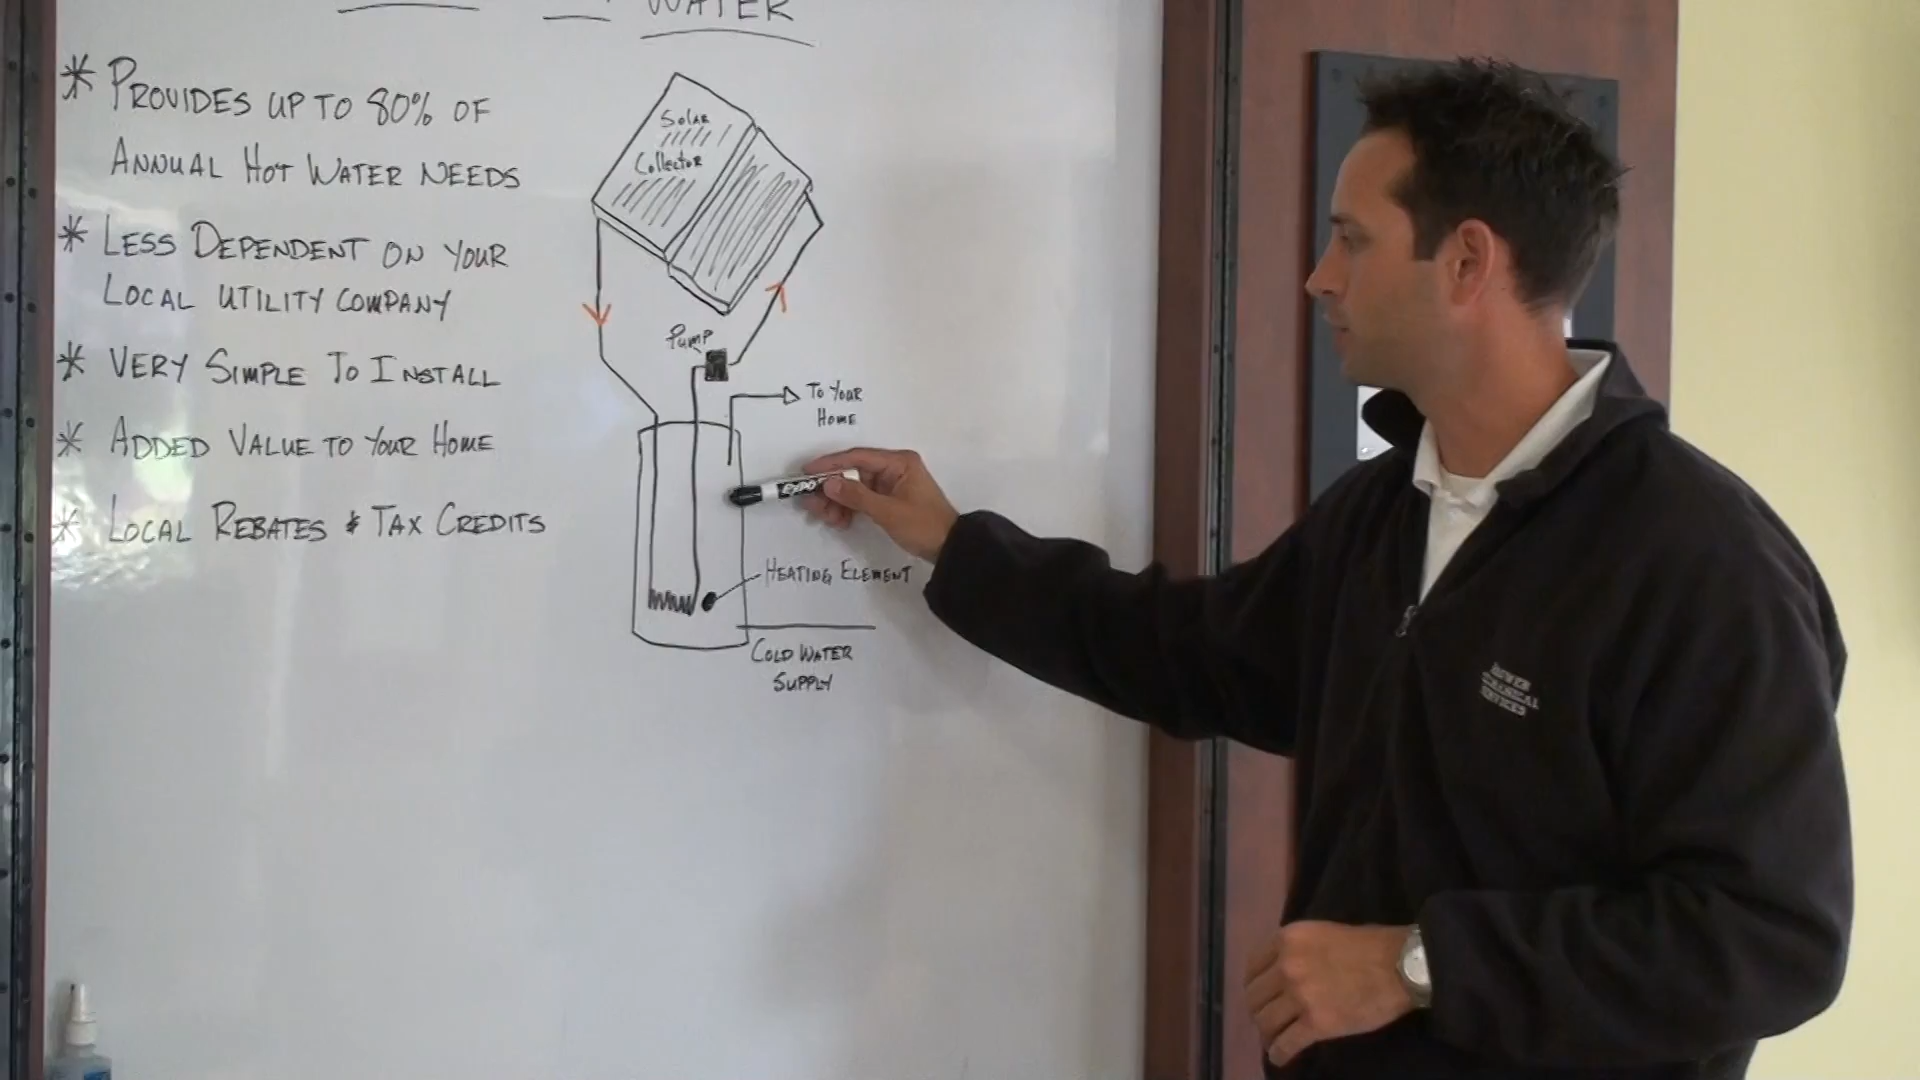 WATER
* PROVIDES UP TO 80% OF
ANNUAL HOT WATER NEEDS
* LESS DEPENDENT ON YOUR
LOCAL UTILITY COMPANY
* VERY SIMPLE TO INSTALL
* ADDED VALUE TO YOUR HOME
* LOCAL REBATES & TAX CREDITS
Solar
Collector
Pump
To Your
Home
EXPO
HEATING ELEMENT
COLD WATER
SUPPLY
SERVICES